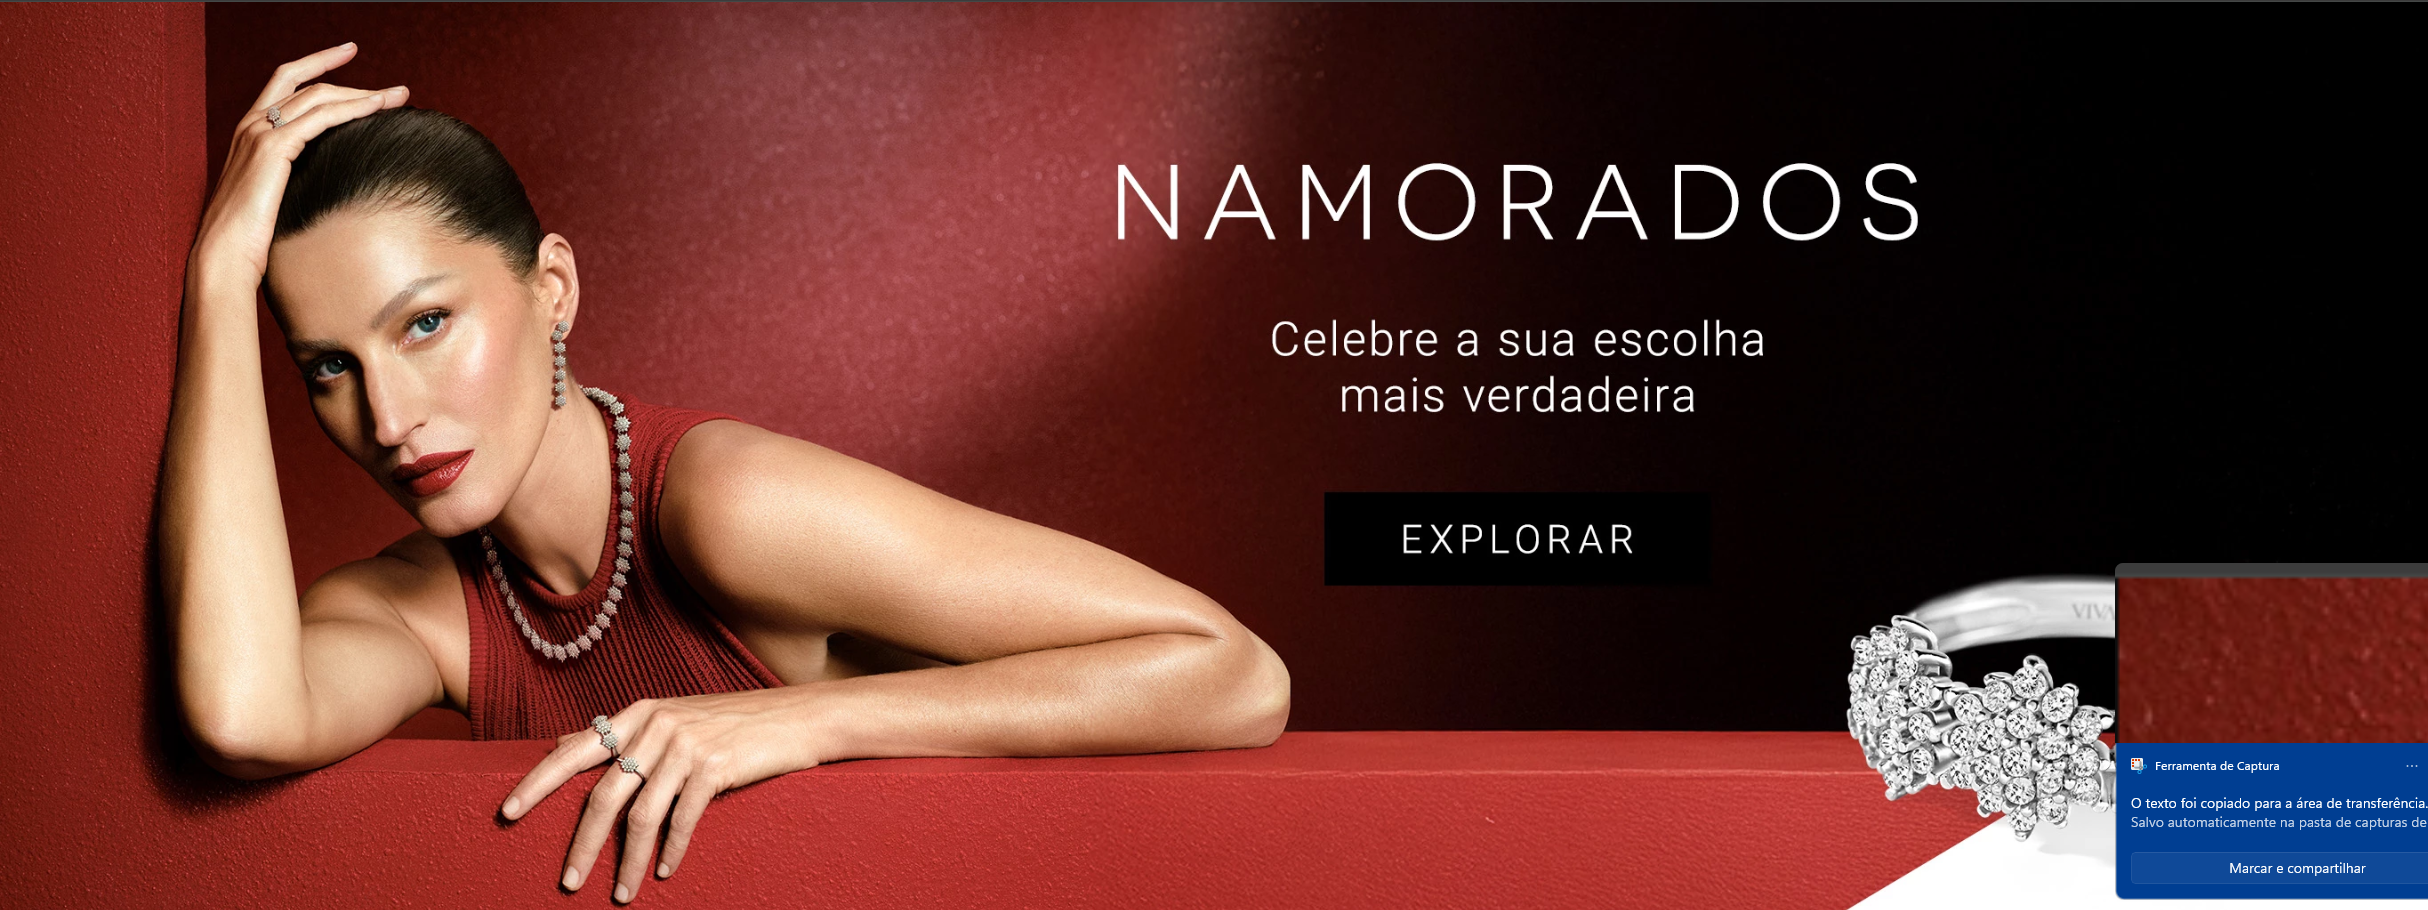 NAMORADOS
Celebre a sua escolha
mais verdadeira
EXPLORAR
Ferramenta de Captura
O texto foi copiado para a área de transferência.
Salvo automaticamente na pasta de capturas de
Marcar e compartilhar